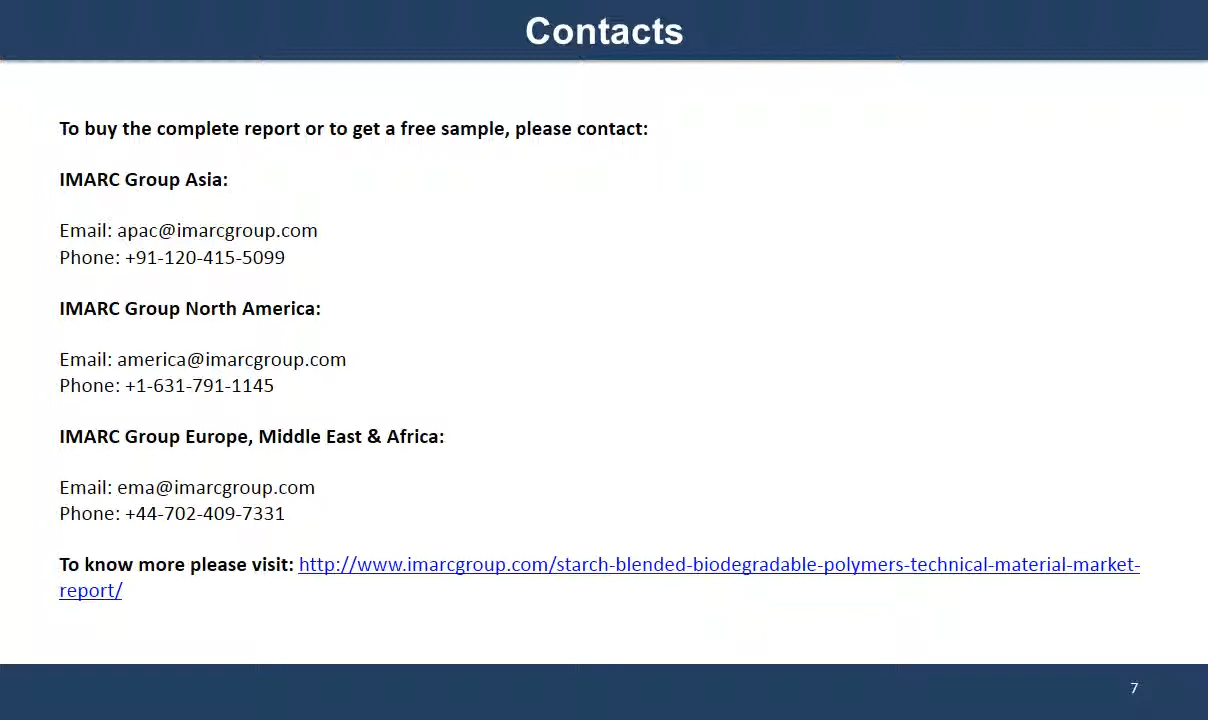 Contacts
To buy the complete report or to get a free sample, please contact:
IMARC Group Asia:
Email: apac@imarcgroup.com
Phone: +91-120-415-5099
IMARC Group North America:
Email: america@imarcgroup.com
Phone: +1-631-791-1145
IMARC Group Europe, Middle East & Africa:
Email: ema@imarcgroup.com
Phone: +44-702-409-7331
To know more please visit: http://www.imarcgroup.com/starch-blended-biodegradable-polymers-technical-material-market-
report/
7